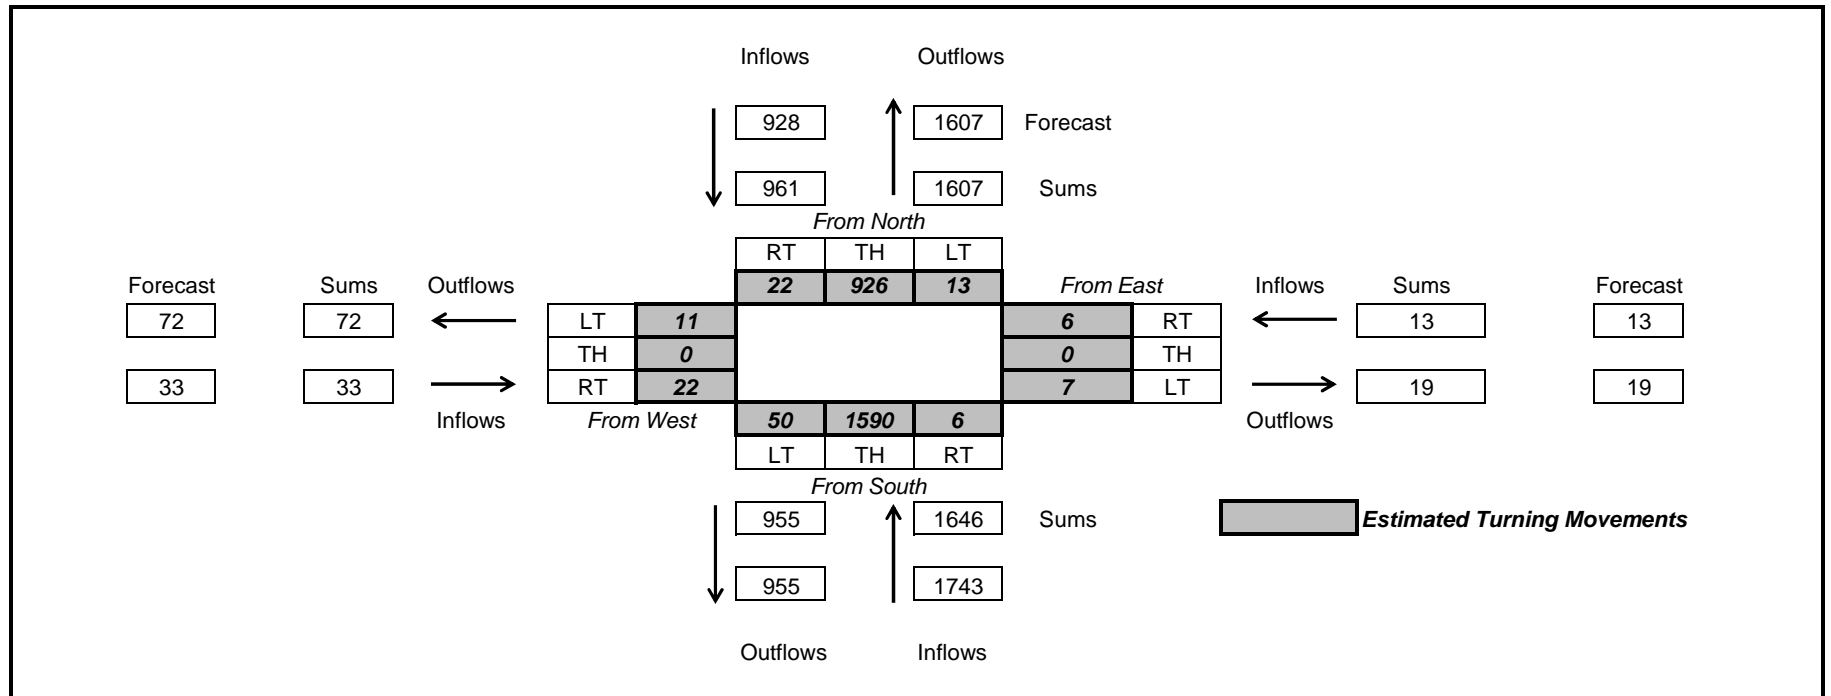 Inflows Outflows
928 1607 Forecast
961 1607 Sums
From North
RT TH LT
Forecast Sums Outflows 22 926 13 From East Inflows Sums Forecast
72 72 LT 11 6 RT 13 13
TH 0 0 TH
33 33 RT 22 7 LT 19 19
Inflows From West 50 1590 6 Outflows
LT TH RT
From South
955 1646 Sums Estimated Turning Movements
955 1743
Outflows Inflows